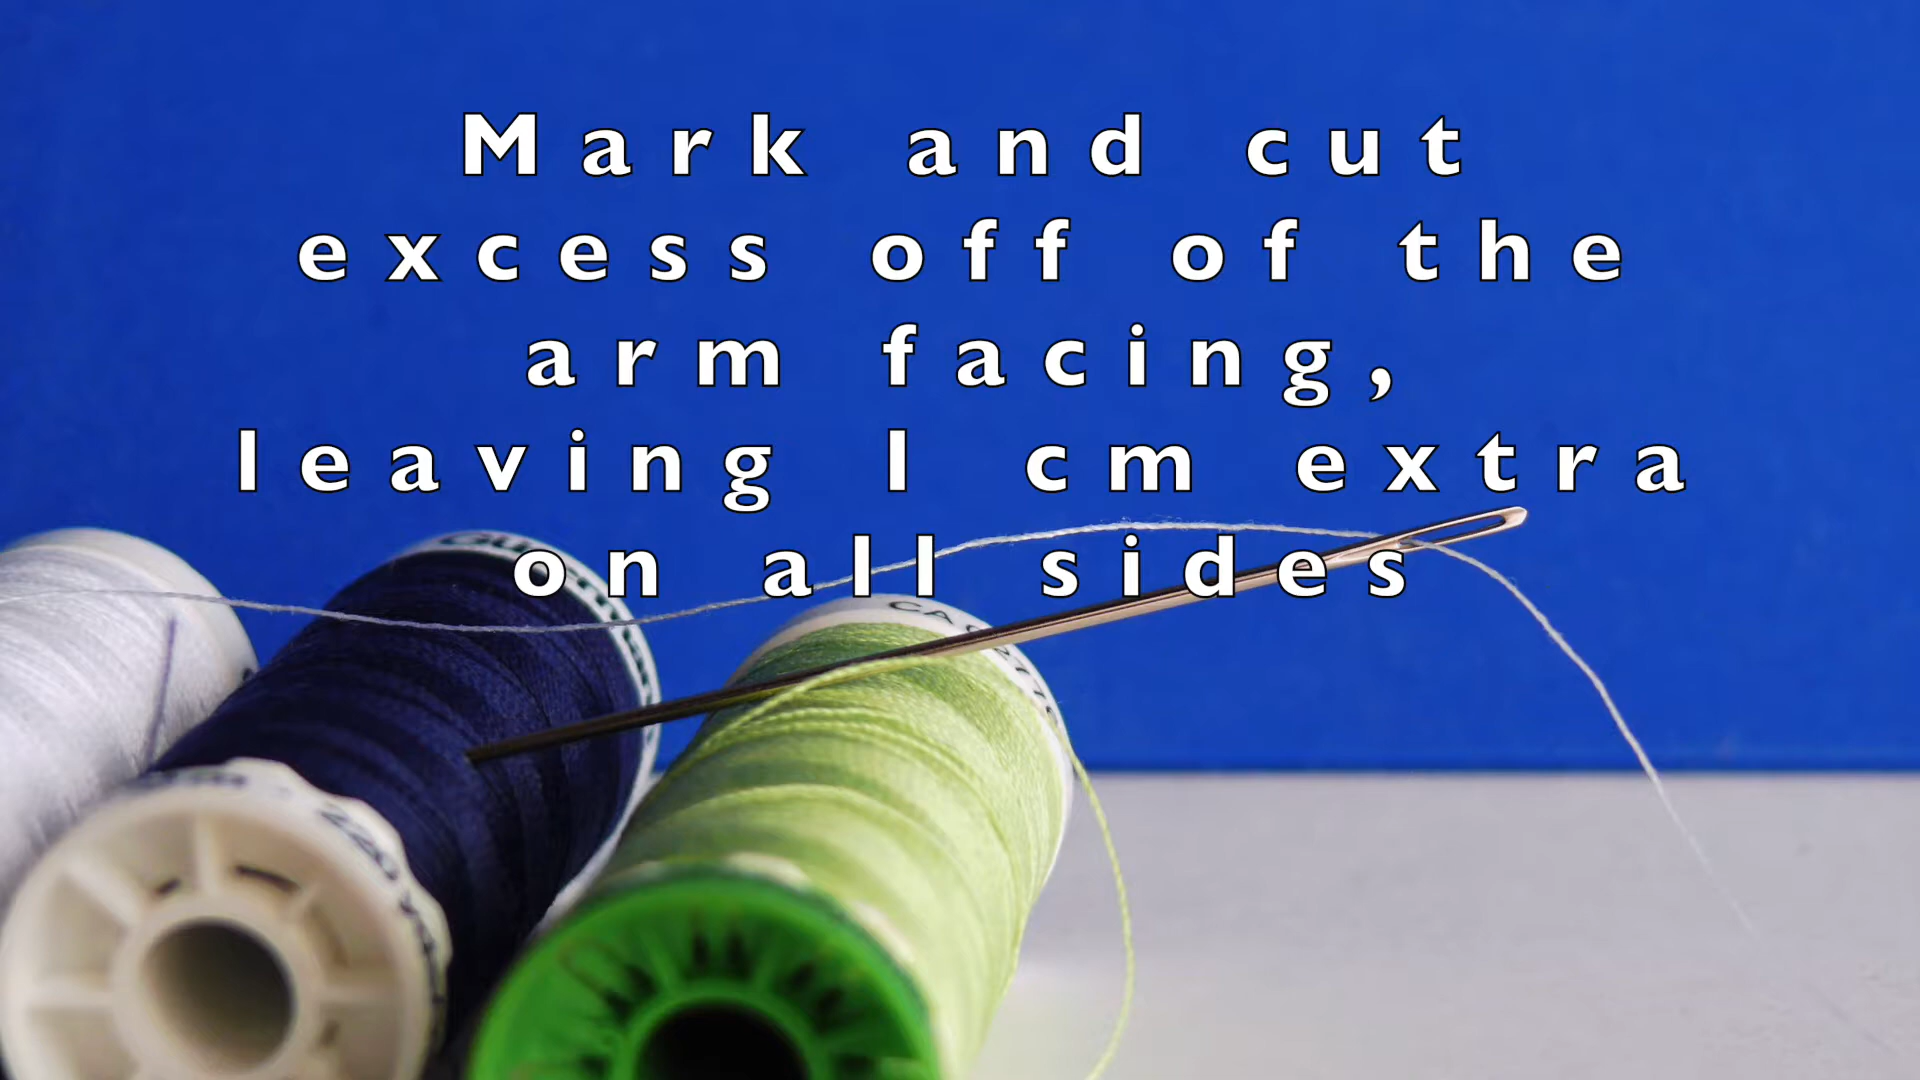 Mark and cut
excess off of the
arm facing,
leaving 1 cm extra
on all sides